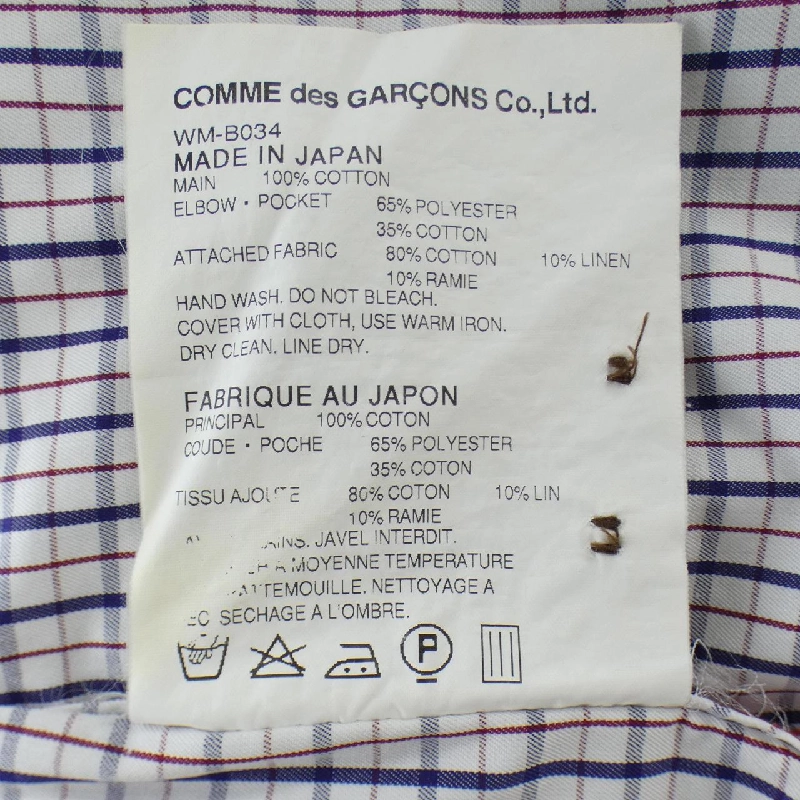 COMME des GARÇONS Co.,Ltd.
WM-B034
MADE IN JAPAN
MAIN 100% COTTON
ELBOW・POCKET 65% POLYESTER
35% COTTON
ATTACHED FABRIC 80% COTTON 10% LINEN
10% RAMIE
HAND WASH. DO NOT BLEACH.
COVER WITH CLOTH, USE WARM IRON.
DRY CLEAN. LINE DRY.
FABRIQUE AU JAPON
PRINCIPAL 100% COTON
COUDE・POCHE 65% POLYESTER
35% COTON
TISSU 80% COTON 10% LIN
10% RAMIE
JAVEL INTERDIT.
A MOYENNE TEMPERATURE
NETTOYAGE A
SECHAGE A L'OMBRE.
P